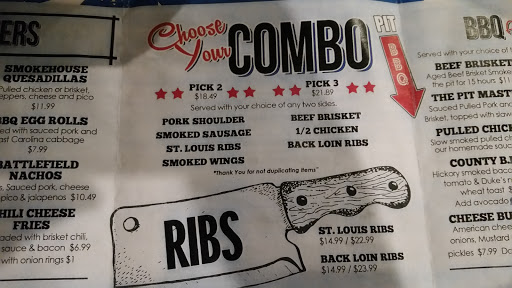 ERS
SMOKEHOUSE
QUESADILLAS
Pulled chicken or brisket,
peppers, cheese and pico
$11.99
BBQ EGG ROLLS
ed with sauced pork and
ast Carolina cabbage
$7.99
BATTLEFIELD
NACHOS
s, Sauced pork, cheese
pico & jalapenos $10.49
HILI CHEESE
FRIES
aded with brisket chili,
sauce & bacon $6.99
with onion rings $1
Choose
Your
COMBO
PICK 2
$18.49
PICK 3
$21.89
Served with your choice of any two sides.
PORK SHOULDER
SMOKED SAUSAGE
ST. LOUIS RIBS
SMOKED WINGS
BEEF BRISKET
1/2 CHICKEN
BACK LOIN RIBS
"Thank You for not duplicating items"
RIBS
ST. LOUIS RIBS
$14.99 / $22.99
BACK LOIN RIBS
$14.99 / $23.99
PIT
BBQ
BBQ
Served with your choice of
BEEF BRISKET
Aged Beef Brisket Smoke
the pit for 15 hours $11
THE PIT MAST
Sauced Pulled Pork and
Brisket, topped with slaw
PULLED CHIC
Slow smoked pulled ch
our homemade sauc
COUNTY B.
Hickory smoked bacon
tomato & Duke's
wheat toast
Add avocado
CHEESE BU
American chee
onions, Mustard
pickles $7.99 Do